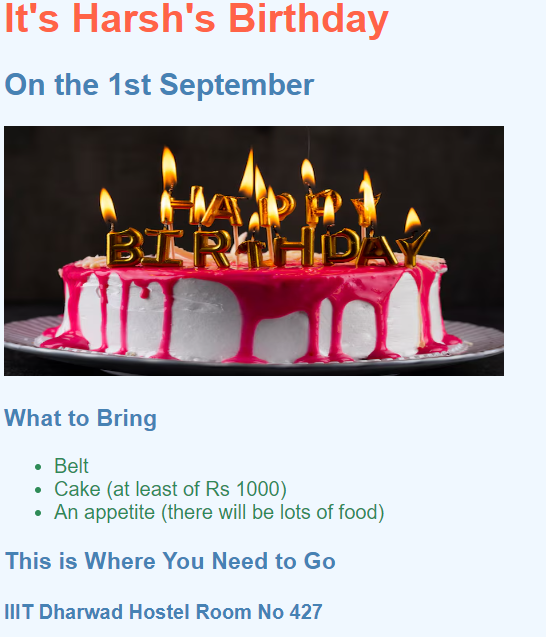 It's Harsh's Birthday
On the 1st September
HAPPY
BIRTHDAY
What to Bring
Belt
Cake (at least of Rs 1000)
An appetite (there will be lots of food)
This is Where You Need to Go
IIIT Dharwad Hostel Room No 427